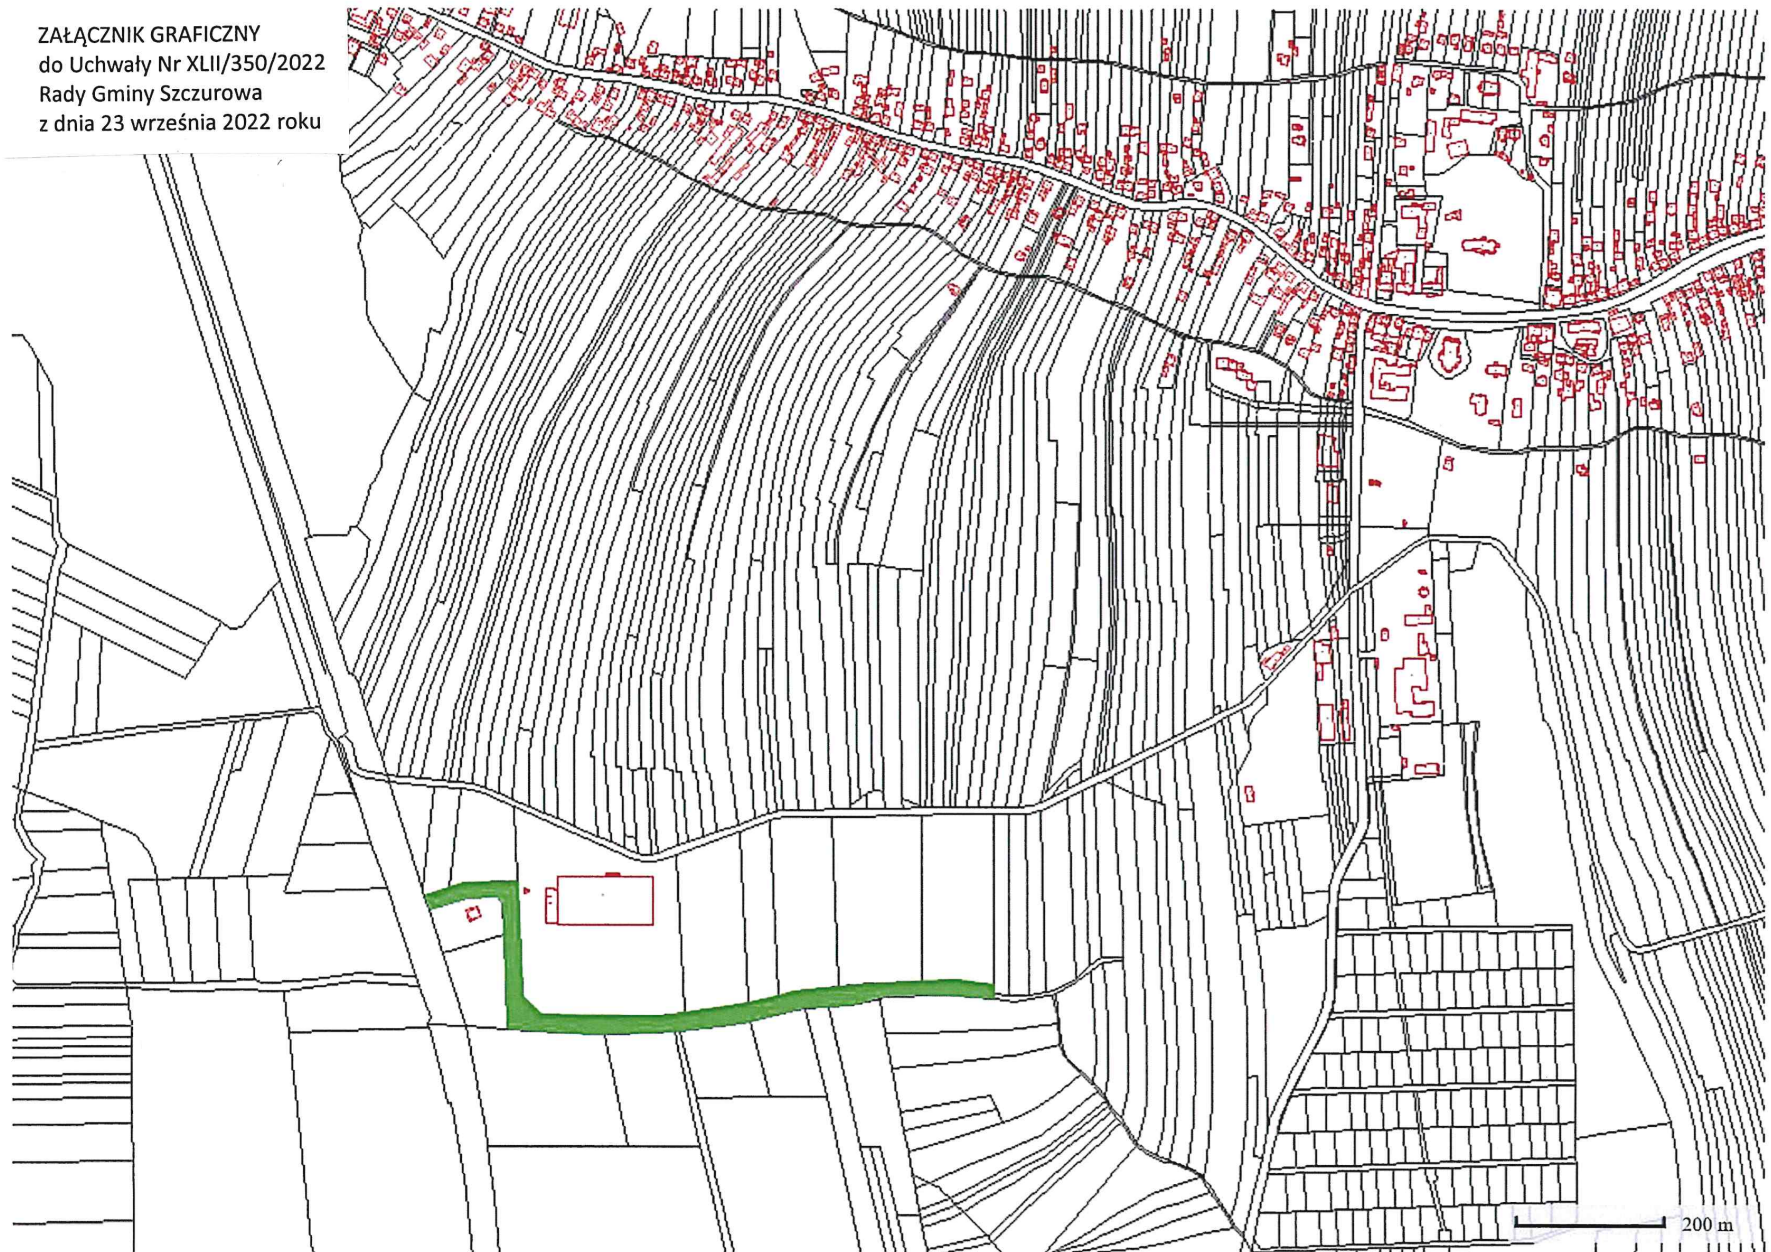 ZAŁĄCZNIK GRAFICZNY
do Uchwały Nr XLII/350/2022
Rady Gminy Szczurowa
z dnia 23 września 2022 roku
200 m